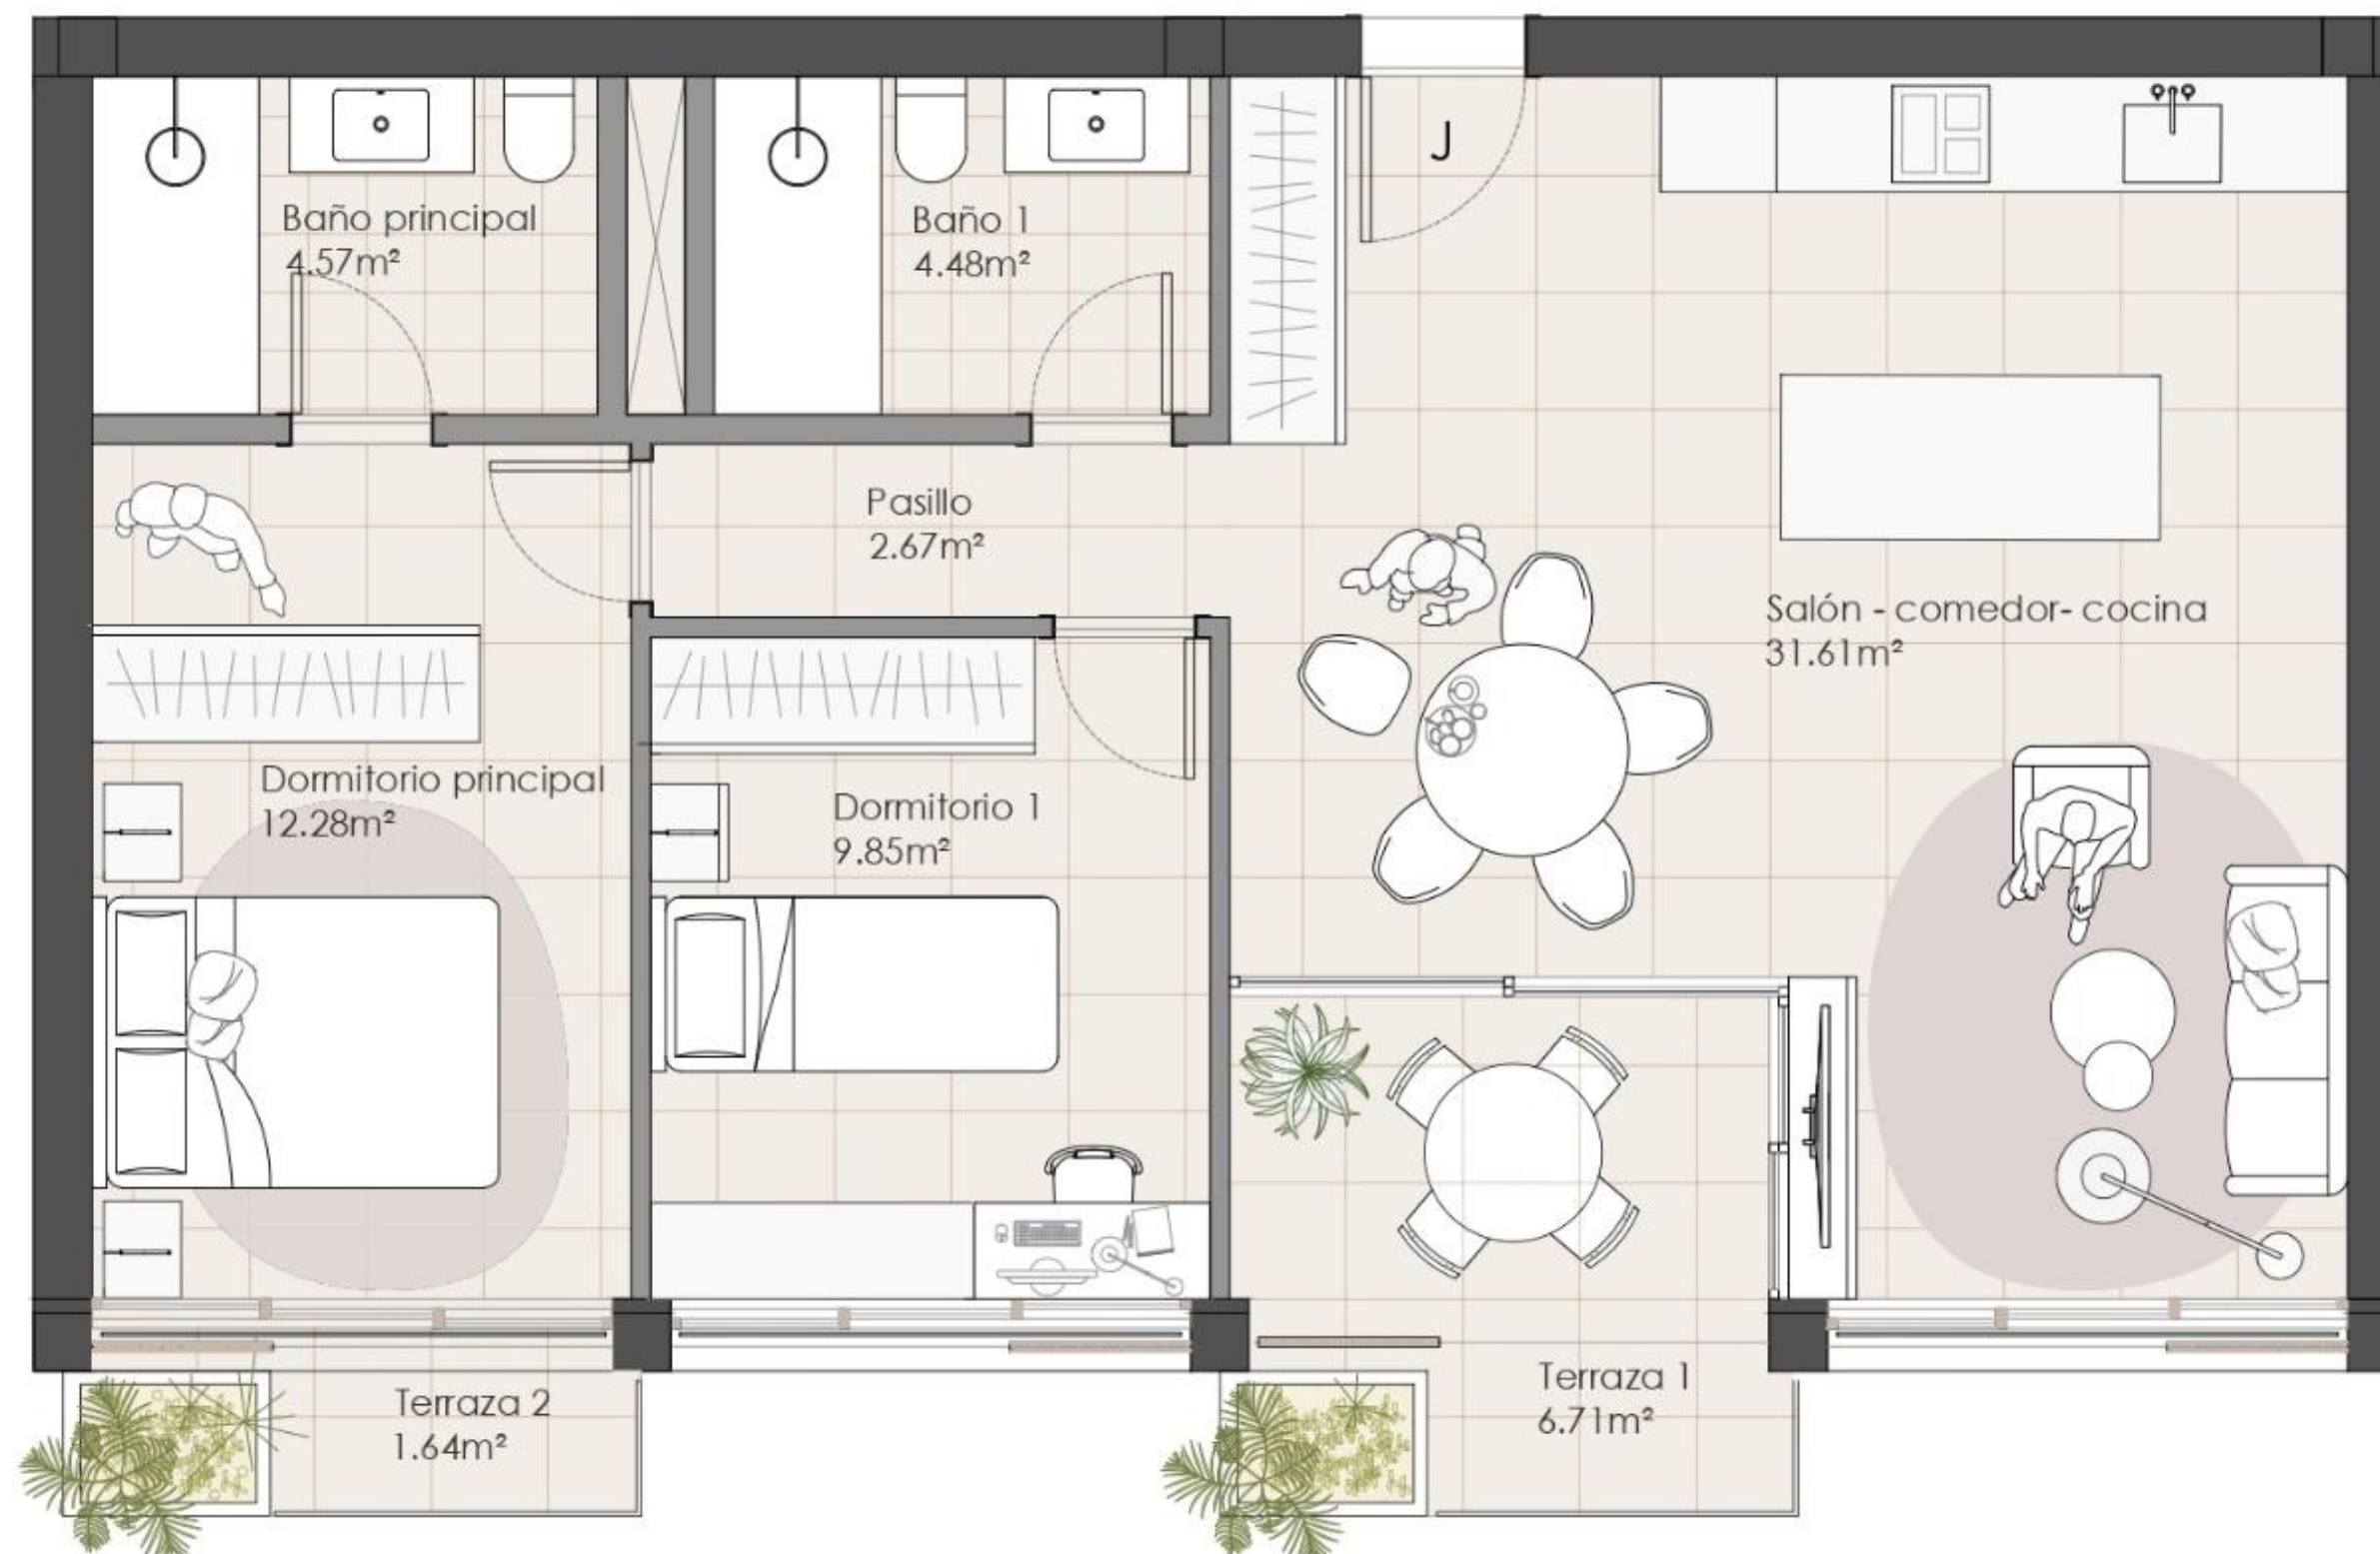 J
Baño principal
4.57m²
Baño 1
4.48m²
Pasillo
2.67m²
Salón - comedor- cocina
31.61m²
Dormitorio principal
12.28m²
Dormitorio 1
9.85m²
Terraza 2
1.64m²
Terraza 1
6.71m²